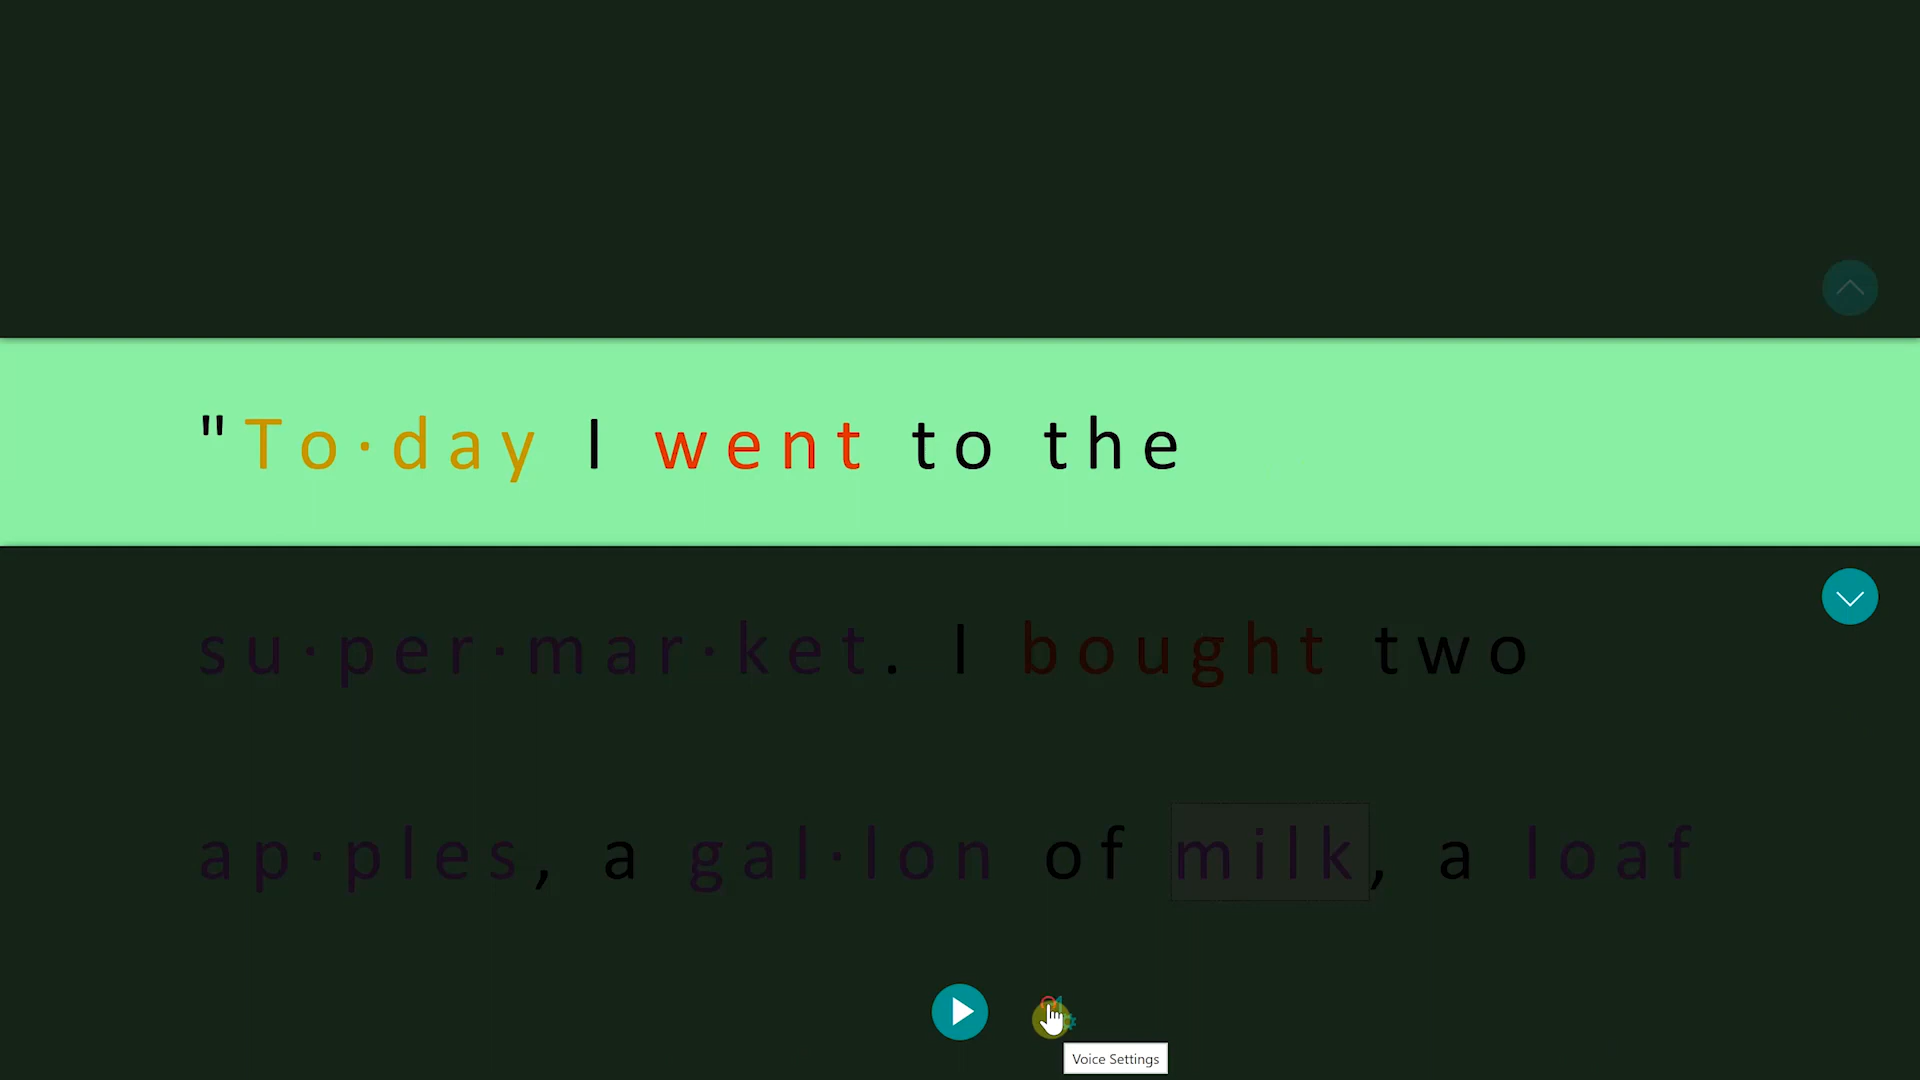 "To·day I went to the
su·per·mar·ket. I bought two
ap·ples, a gal·lon of milk, a loaf
Voice Settings